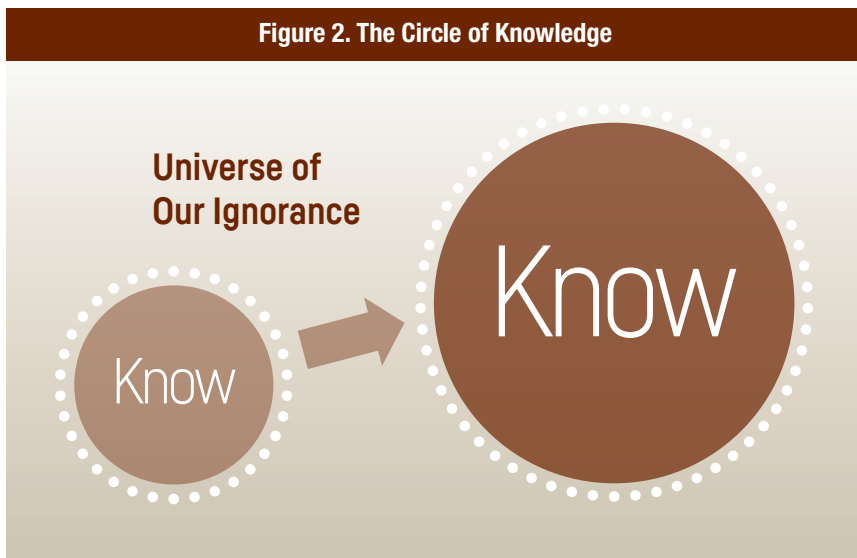 Figure 2. The Circle of Knowledge
Universe of
Our Ignorance
Know
Know